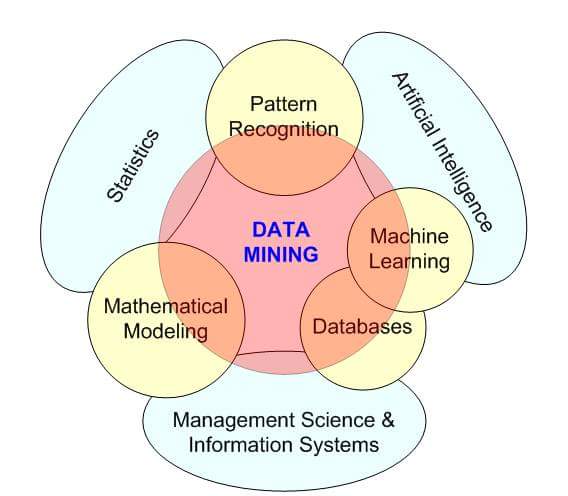 Pattern
Recognition
Artificial Intelligence
Statistics
DATA
MINING
Machine
Learning
Mathematical
Modeling
Databases
Management Science &
Information Systems